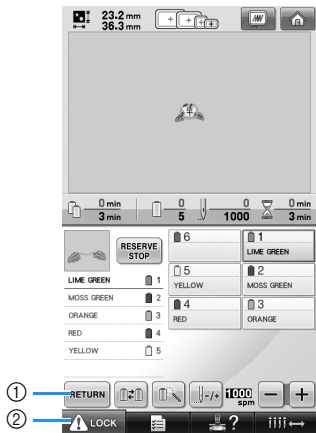 23.2 mm
36.3 mm
0 min
3 min
0
5
0
1000
0 min
3 min
RESERVE
STOP
LIME GREEN 1
MOSS GREEN 2
ORANGE 3
RED 4
YELLOW 5
6
1
LIME GREEN
5
YELLOW
2
MOSS GREEN
4
RED
3
ORANGE
① RETURN
-/+
1000
spm
− +
② LOCK
?